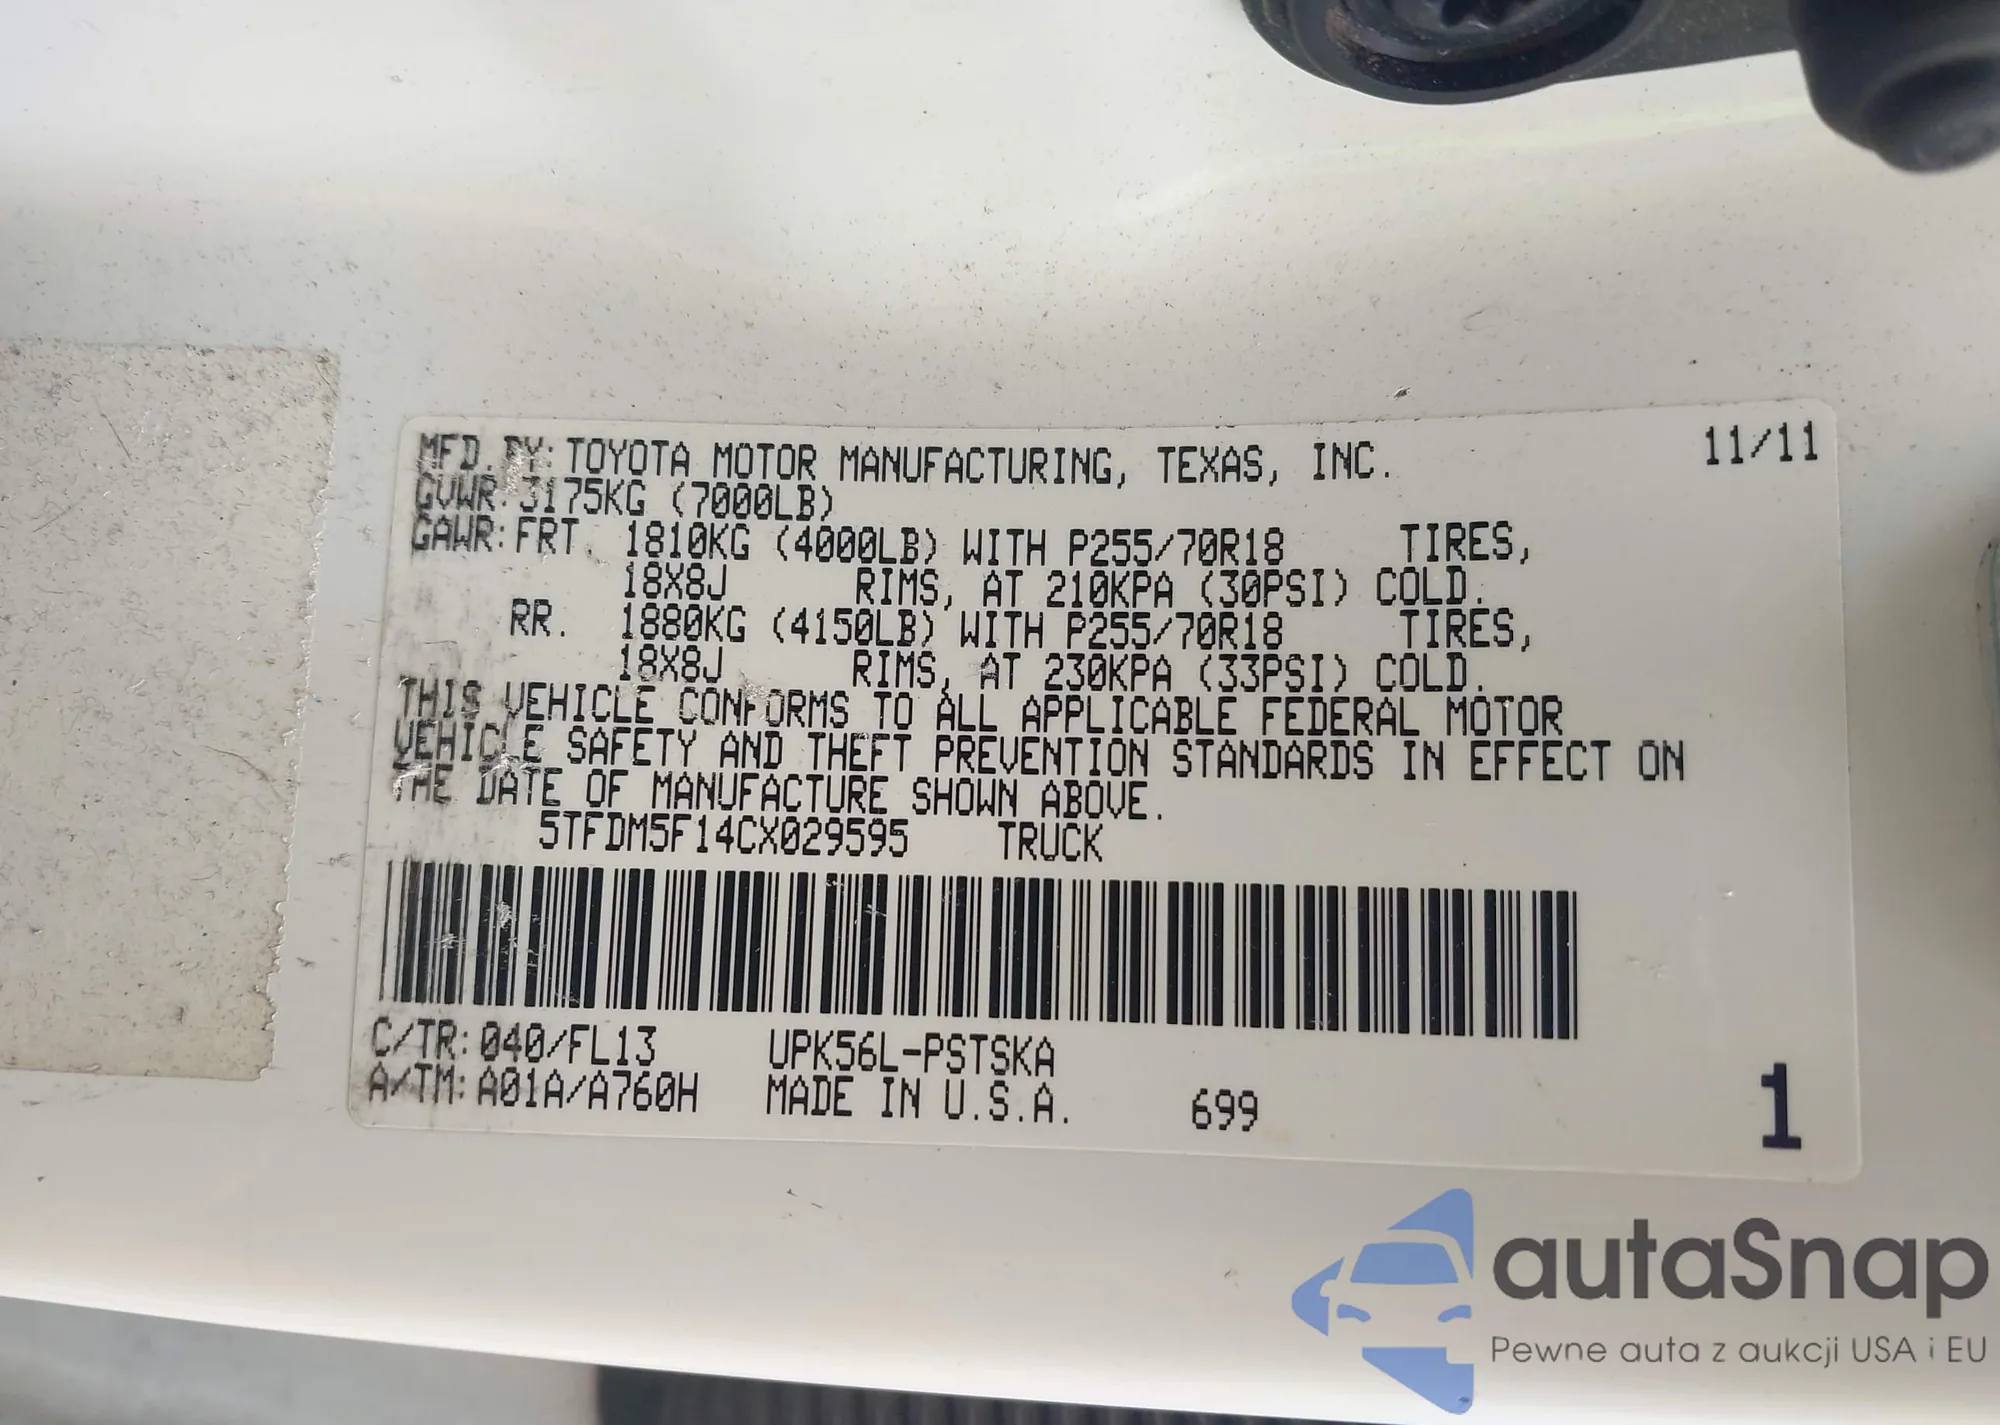 MFD. BY: TOYOTA MOTOR MANUFACTURING, TEXAS, INC. 11/11
GVWR: 3175KG (7000LB)
GAWR: FRT. 1810KG (4000LB) WITH P255/70R18 TIRES,
18X8J RIMS, AT 210KPA (30PSI) COLD.
RR. 1880KG (4150LB) WITH P255/70R18 TIRES,
18X8J RIMS, AT 230KPA (33PSI) COLD.
THIS VEHICLE CONFORMS TO ALL APPLICABLE FEDERAL MOTOR
VEHICLE SAFETY AND THEFT PREVENTION STANDARDS IN EFFECT ON
THE DATE OF MANUFACTURE SHOWN ABOVE.
5TFDM5F14CX029595 TRUCK
C/TR: 040/FL13 UPK56L-PSTSKA
A/TM: A01A/A760H MADE IN U.S.A. 699
1
autaSnap
Pewne auta z aukcji USA i EU